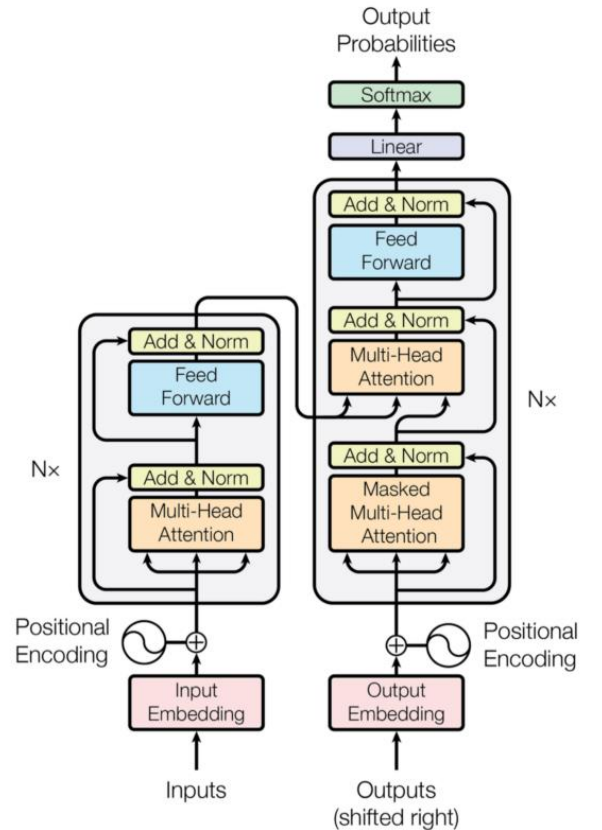 Output
Probabilities
Softmax
Linear
Add & Norm
Feed
Forward
Add & Norm
Multi-Head
Attention
Add & Norm
Masked
Multi-Head
Attention
Nx
Add & Norm
Feed
Forward
Add & Norm
Multi-Head
Attention
Nx
Positional
Encoding
Positional
Encoding
Input
Embedding
Output
Embedding
Inputs
Outputs
(shifted right)